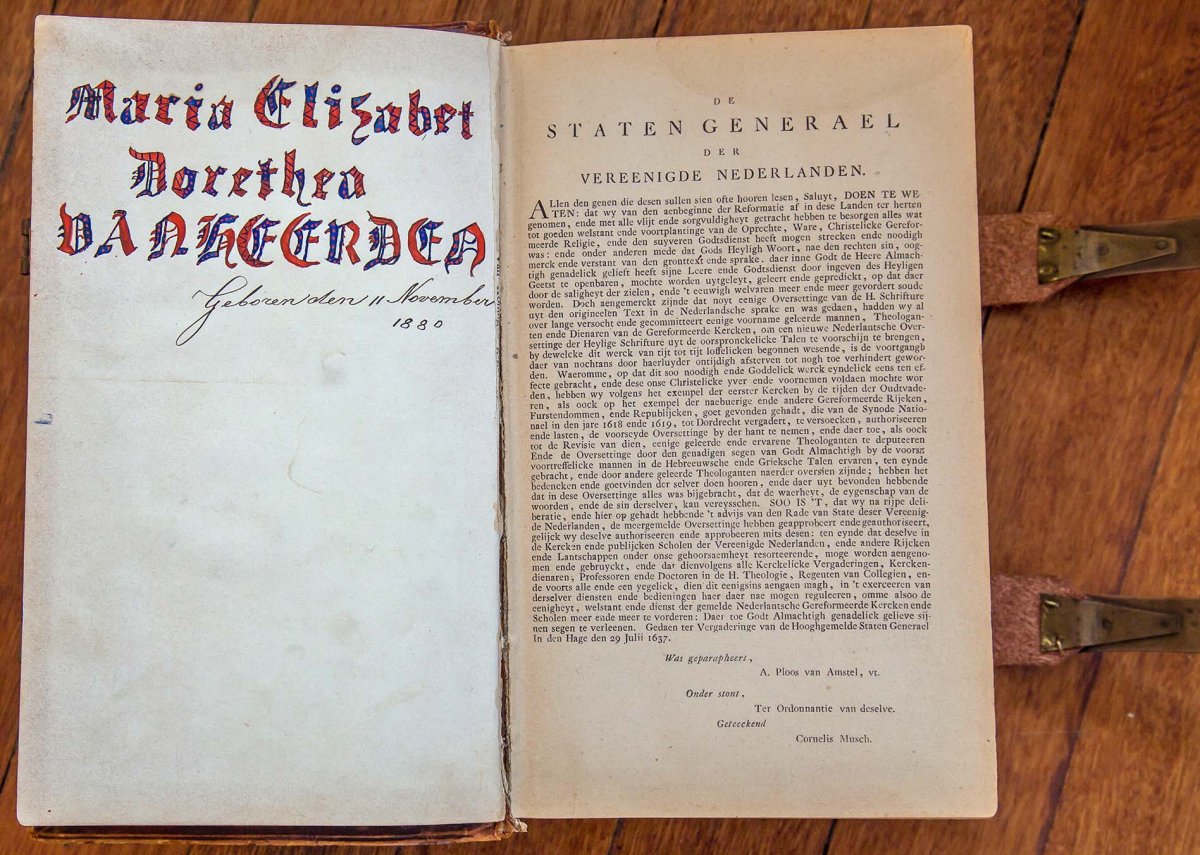 Maria Elizabet
Dorethea
VAN HEERDEN
Geboren den 11 November
1880
DE
STATEN GENERAEL
DER
VEREENIGDE NEDERLANDEN.
ALlen den genen die desen sullen sien ofte hooren lesen, Saluyt, DOEN TE WE-
TEN: dat wy van den aenbeginne der Reformatie af in dese Landen ter herten
genomen, ende met alle vlijt ende sorgvuldigheyt getracht hebben te besorgen alles wat
tot goeden welstant ende voortplantinge van de Oprechte, Ware, Christelicke Gerefor-
meerde Religie, ende den suyveren Godsdienst heeft mogen strecken ende noodigh
was: ende onder anderen mede dat Gods Heyligh Woort, nae den rechten sin, oog-
merck ende verstant van den gronttext ende sprake. daer inne Godt de Heere Almach-
tigh genadelick gelieft heeft sijne Leere ende Godtsdienst door ingeven des Heyligen
Geetst te openbaren, mochte worden uytgeleyt, geleert ende gepredickt, op dat daer
door de saligheyt der zielen, ende 't eeuwigh welvaren meer ende meer gevordert soude
worden. Doch aengemerckt zijnde dat noyt eenige Oversettinge van de H. Schrifture
uyt den origineelen Text in de Nederlandsche sprake en was gedaen, hadden wy al
over lange versocht ende gecommitteert eenige voorname geleerde mannen, Theologan-
ten ende Dienaren van de Gereformeerde Kercken, om een nieuwe Nederlautsche Over-
settinge der Heylige Schrifture uyt de oorspronckelicke Talen te voorschijn te brengen,
by dewelcke dit werck van tijt tot tijt loffelicken begonnen wesende, is de voortgangh
daer van nochtans door haerluyder ontijdigh afsterven tot nogh toe verhindert gewor-
den. Waeromme, op dat dit soo noodigh ende Goddelick werck eyndelick eens ten ef-
fecte gebracht, ende dese onse Christelicke yver ende voornemen voldaen mochte wor-
den, hebben wy volgens het exempel der eerster Kercken by de tijden der Oudtvade-
ren, als oock op het exempel der naebuerige ende andere Gereformeerde Rijcken,
Furstendommen, ende Republijcken, goet gevonden gehadt, die van de Synode Natio-
nael in den jare 1618 ende 1619, tot Dordrecht vergadert, te versoecken, authoriseeren
ende lasten, de voorseyde Oversettinge by der hant te nemen, ende daer toe, als oock
tot de Revisie van dien, eenige geleerde ende ervarene Theologanten te deputeeren
Ende de Oversettinge door den genadigen segen van Godt Almachtigh by de voorsz
voortreffelicke mannen in de Hebreeuwsche ende Grieksche Talen ervaren, ten eynde
gebracht, ende door andere geleerde Theologanten naerder oversien zijnde; hebben het
bedencken ende goetvinden der selver doen hooren, ende daer uyt bevonden hebbende
dat in dese Oversettinge alles was bijgebracht, dat de waerheyt, de eygenschap van de
woorden, ende de sin derselver, kan vereysschen. SOO IS 'T, dat wy na rijpe deli-
beratie, ende hier op gehadt hebbende 't advijs van den Rade van State deser Vereenig-
de Nederlanden, de meergemelde Oversettinge hebben geapprobeert ende geauthoriseert,
gelijck wy deselve authoriseeren ende approbeeren mits desen: ten eynde dat deselve in
de Kercken ende publijcken Scholen der Vereenigde Nederlanden, ende andere Rijcken
ende Lantschappen onder onse gehoorsaemheyt resorteerende, moge worden aengeno-
men ende gebruyckt, ende dat dienvolgens alle Kerckelicke Vergaderingen, Kercken-
dienaren, Professoren ende Doctoren in de H. Theologie, Regenten van Collegien, en-
de voorts alle ende een yegelick, dien dit eenigsins aengaen magh, in 't exerceeren van
derselver diensten ende bedieningen haer daer nae mogen reguleeren, omme alsoo de
eenigheyt, welstant ende dienst der gemelde Nederlantsche Gereformeerde Kercken ende
Scholen meer ende meer te vorderen: Daer toe Godt Almachtigh genadelick gelieve sij-
nen segen te verleenen. Gedaen ter Vergaderinge van de Hooghgemelde Staten Generael
In den Hage den 29 Julii 1637.
Was geparapheert,
A. Ploos van Amstel, vt.
Onder stont,
Ter Ordonnantie van deselve.
Geteeckend
Cornelis Musch.